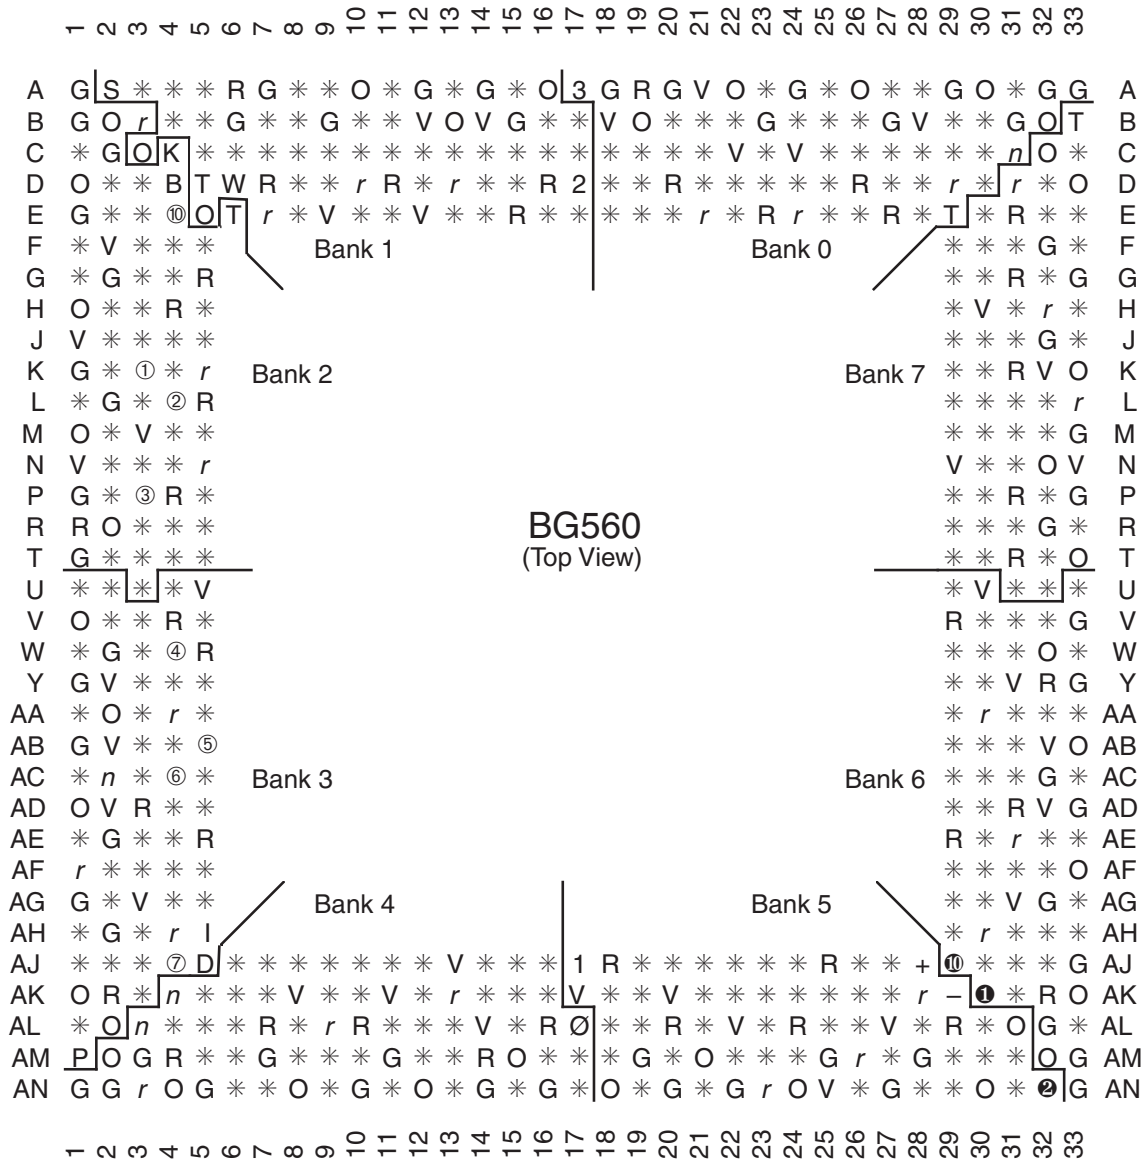 1 2 3 4 5 6 7 8 9 10 11 12 13 14 15 16 17 18 19 20 21 22 23 24 25 26 27 28 29 30 31 32 33
A G S ✳ ✳ ✳ R G ✳ ✳ O ✳ G ✳ G ✳ O 3 G R G V O ✳ G ✳ O ✳ ✳ G O ✳ G G A
B G O r ✳ ✳ G ✳ ✳ G ✳ ✳ V O V G ✳ ✳ V O ✳ ✳ ✳ G ✳ ✳ ✳ G V ✳ ✳ G O T B
C ✳ G O K ✳ ✳ ✳ ✳ ✳ ✳ ✳ ✳ ✳ ✳ ✳ ✳ ✳ ✳ ✳ ✳ ✳ V ✳ V ✳ ✳ ✳ ✳ ✳ ✳ n O ✳ C
D O ✳ ✳ B T W R ✳ ✳ r R ✳ r ✳ ✳ R 2 ✳ ✳ R ✳ ✳ ✳ ✳ ✳ R ✳ ✳ r ✳ r ✳ O D
E G ✳ ✳ ⑩ O T r ✳ V ✳ ✳ V ✳ ✳ R ✳ ✳ ✳ ✳ ✳ r ✳ R r ✳ ✳ R ✳ T ✳ R ✳ ✳ E
F ✳ V ✳ ✳ ✳ Bank 1 Bank 0 ✳ ✳ ✳ G ✳ F
G ✳ G ✳ ✳ R ✳ ✳ R ✳ G G
H O ✳ ✳ R ✳ ✳ V ✳ r ✳ H
J V ✳ ✳ ✳ ✳ ✳ ✳ ✳ G ✳ J
K G ✳ ① ✳ r Bank 2 Bank 7 ✳ ✳ R V O K
L ✳ G ✳ ② R ✳ ✳ ✳ ✳ r L
M O ✳ V ✳ ✳ ✳ ✳ ✳ ✳ G M
N V ✳ ✳ ✳ r V ✳ ✳ O V N
P G ✳ ③ R ✳ ✳ ✳ R ✳ G P
R R O ✳ ✳ ✳ BG560 ✳ ✳ ✳ G ✳ R
T G ✳ ✳ ✳ ✳ (Top View) ✳ ✳ R ✳ O T
U ✳ ✳ ✳ ✳ V ✳ V ✳ ✳ ✳ U
V O ✳ ✳ R ✳ R ✳ ✳ ✳ G V
W ✳ G ✳ ④ R ✳ ✳ ✳ O ✳ W
Y G V ✳ ✳ ✳ ✳ ✳ V R G Y
AA ✳ O ✳ r ✳ ✳ r ✳ ✳ ✳ AA
AB G V ✳ ✳ ⑤ ✳ ✳ ✳ V O AB
AC ✳ n ✳ ⑥ ✳ Bank 3 Bank 6 ✳ ✳ ✳ G ✳ AC
AD O V R ✳ ✳ ✳ ✳ R V G AD
AE ✳ G ✳ ✳ R R ✳ r ✳ ✳ AE
AF r ✳ ✳ ✳ ✳ ✳ ✳ ✳ ✳ O AF
AG G ✳ V ✳ ✳ Bank 4 Bank 5 ✳ ✳ V G ✳ AG
AH ✳ G ✳ r I ✳ r ✳ ✳ ✳ AH
AJ ✳ ✳ ✳ ⑦ D ✳ ✳ ✳ ✳ ✳ ✳ ✳ V ✳ ✳ ✳ 1 R ✳ ✳ ✳ ✳ ✳ ✳ R ✳ ✳ + ❿ ✳ ✳ ✳ G AJ
AK O R ✳ n ✳ ✳ ✳ V ✳ ✳ V ✳ r ✳ ✳ ✳ V ✳ ✳ V ✳ ✳ ✳ ✳ ✳ ✳ ✳ r – ❶ ✳ R O AK
AL ✳ O n ✳ ✳ ✳ R ✳ r R ✳ ✳ ✳ V ✳ R Ø ✳ ✳ R ✳ V ✳ R ✳ ✳ V ✳ R ✳ O G ✳ AL
AM P O G R ✳ ✳ G ✳ ✳ ✳ G ✳ ✳ R O ✳ ✳ ✳ G ✳ O ✳ ✳ ✳ G r ✳ G ✳ ✳ ✳ O G AM
AN G G r O G ✳ ✳ O ✳ G ✳ O ✳ G ✳ G ✳ O ✳ G ✳ G r O V ✳ G ✳ ✳ O ✳ ❷ G AN
1 2 3 4 5 6 7 8 9 10 11 12 13 14 15 16 17 18 19 20 21 22 23 24 25 26 27 28 29 30 31 32 33